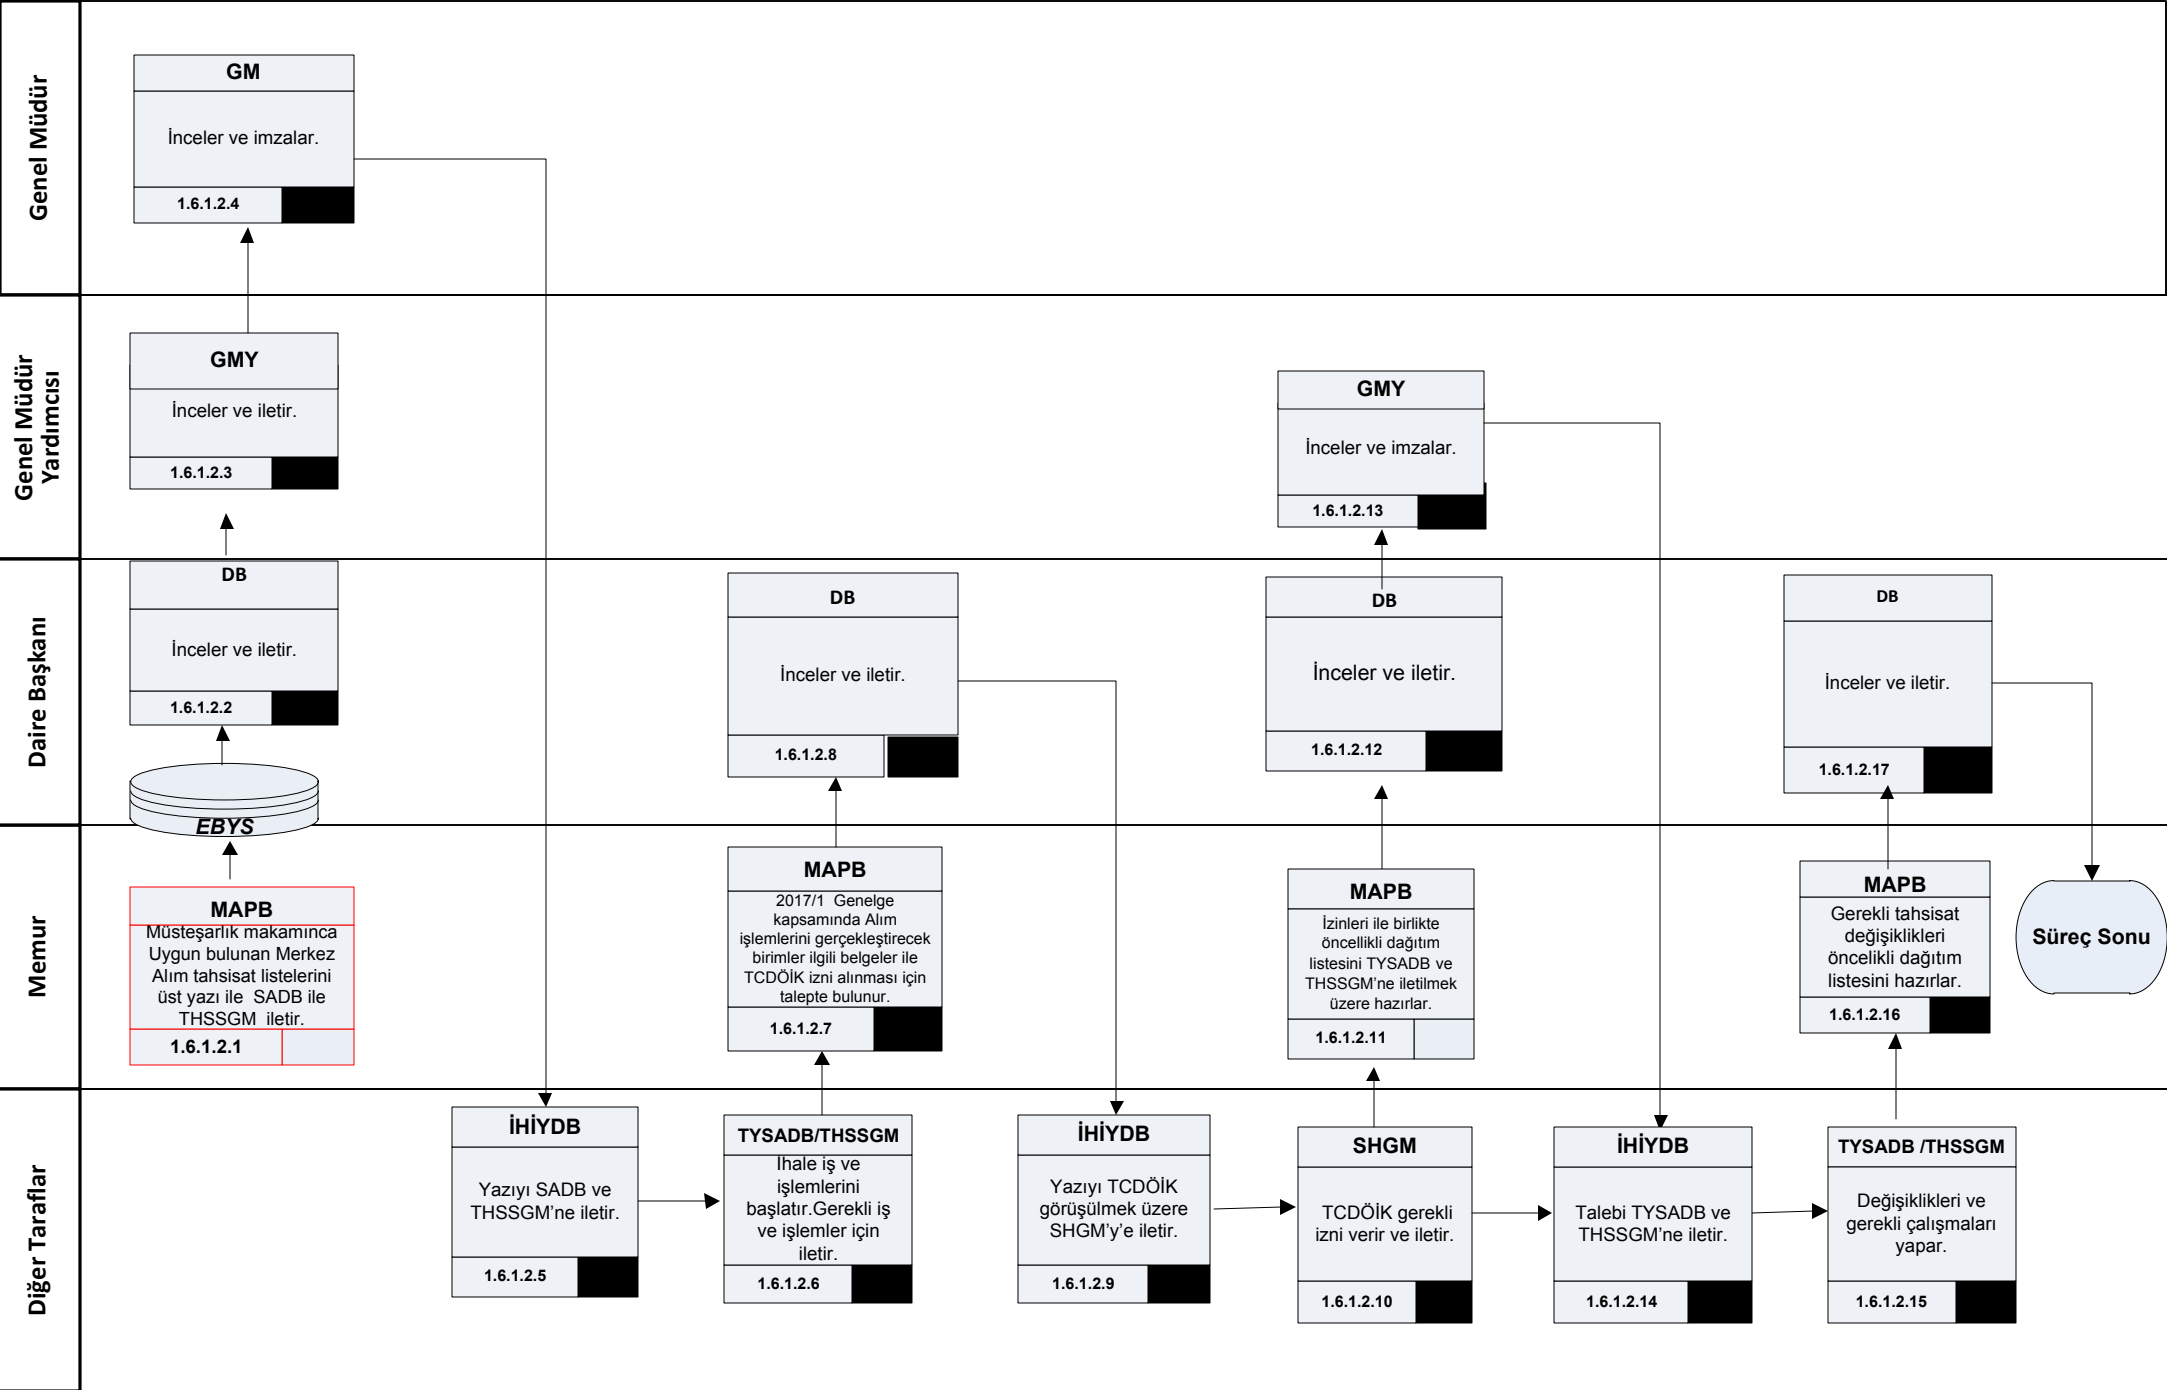 Genel Müdür
GM
İnceler ve imzalar.
1.6.1.2.4
Genel Müdür
Yardımcısı
GMY
İnceler ve iletir.
1.6.1.2.3
GMY
İnceler ve imzalar.
1.6.1.2.13
Daire Başkanı
DB
İnceler ve iletir.
1.6.1.2.2
EBYS
DB
İnceler ve iletir.
1.6.1.2.8
DB
İnceler ve iletir.
1.6.1.2.12
DB
İnceler ve iletir.
1.6.1.2.17
Memur
MAPB
Müsteşarlık makamınca
Uygun bulunan Merkez
Alım tahsisat listelerini
üst yazı ile SADB ile
THSSGM iletir.
1.6.1.2.1
MAPB
2017/1 Genelge
kapsamında Alım
işlemlerini gerçekleştirecek
birimler ilgili belgeler ile
TCDÖİK izni alınması için
talepte bulunur.
1.6.1.2.7
MAPB
İzinleri ile birlikte
öncellikli dağıtım
listesini TYSADB ve
THSSGM'ne iletilmek
üzere hazırlar.
1.6.1.2.11
MAPB
Gerekli tahsisat
değişiklikleri
öncelikli dağıtım
listesini hazırlar.
1.6.1.2.16
Süreç Sonu
Diğer Taraflar
İHİYDB
Yazıyı SADB ve
THSSGM'ne iletir.
1.6.1.2.5
TYSADB/THSSGM
İhale iş ve
işlemlerini
başlatır.Gerekli iş
ve işlemler için
iletir.
1.6.1.2.6
İHİYDB
Yazıyı TCDÖİK
görüşülmek üzere
SHGM'y'e iletir.
1.6.1.2.9
SHGM
TCDÖİK gerekli
izni verir ve iletir.
1.6.1.2.10
İHİYDB
Talebi TYSADB ve
THSSGM'ne iletir.
1.6.1.2.14
TYSADB /THSSGM
Değişiklikleri ve
gerekli çalışmaları
yapar.
1.6.1.2.15